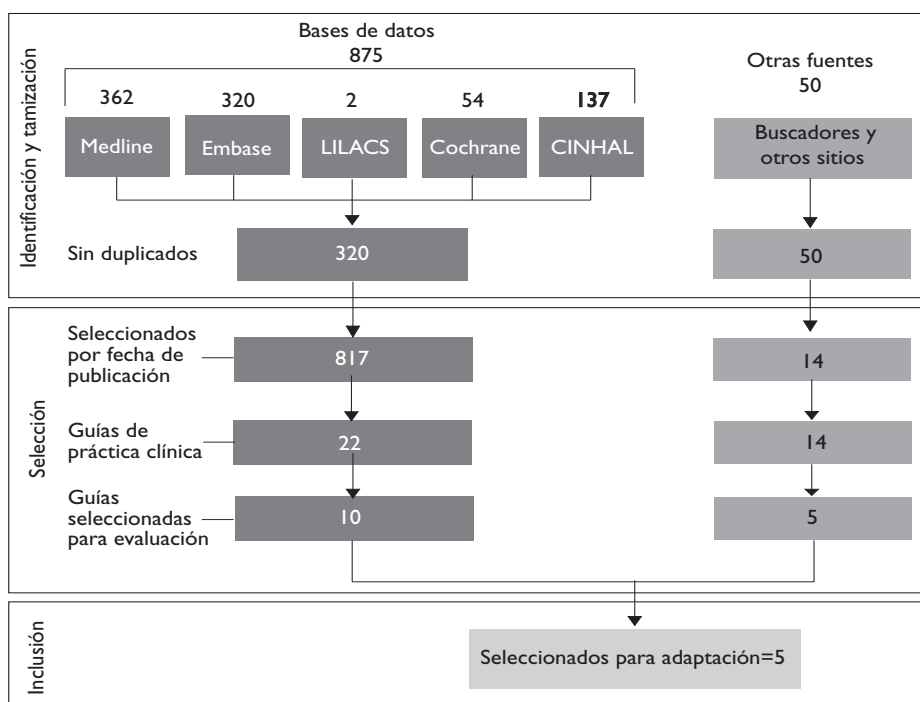 Bases de datos
875
362
320
2
54
137
Medline
Embase
LILACS
Cochrane
CINHAL
Otras fuentes
50
Buscadores y
otros sitios
Identificación y tamización
Sin duplicados
320
50
Selección
Seleccionados
por fecha de
publicación
817
14
Guías de
práctica clínica
22
14
Guías
seleccionadas
para evaluación
10
5
Inclusión
Seleccionados para adaptación=5